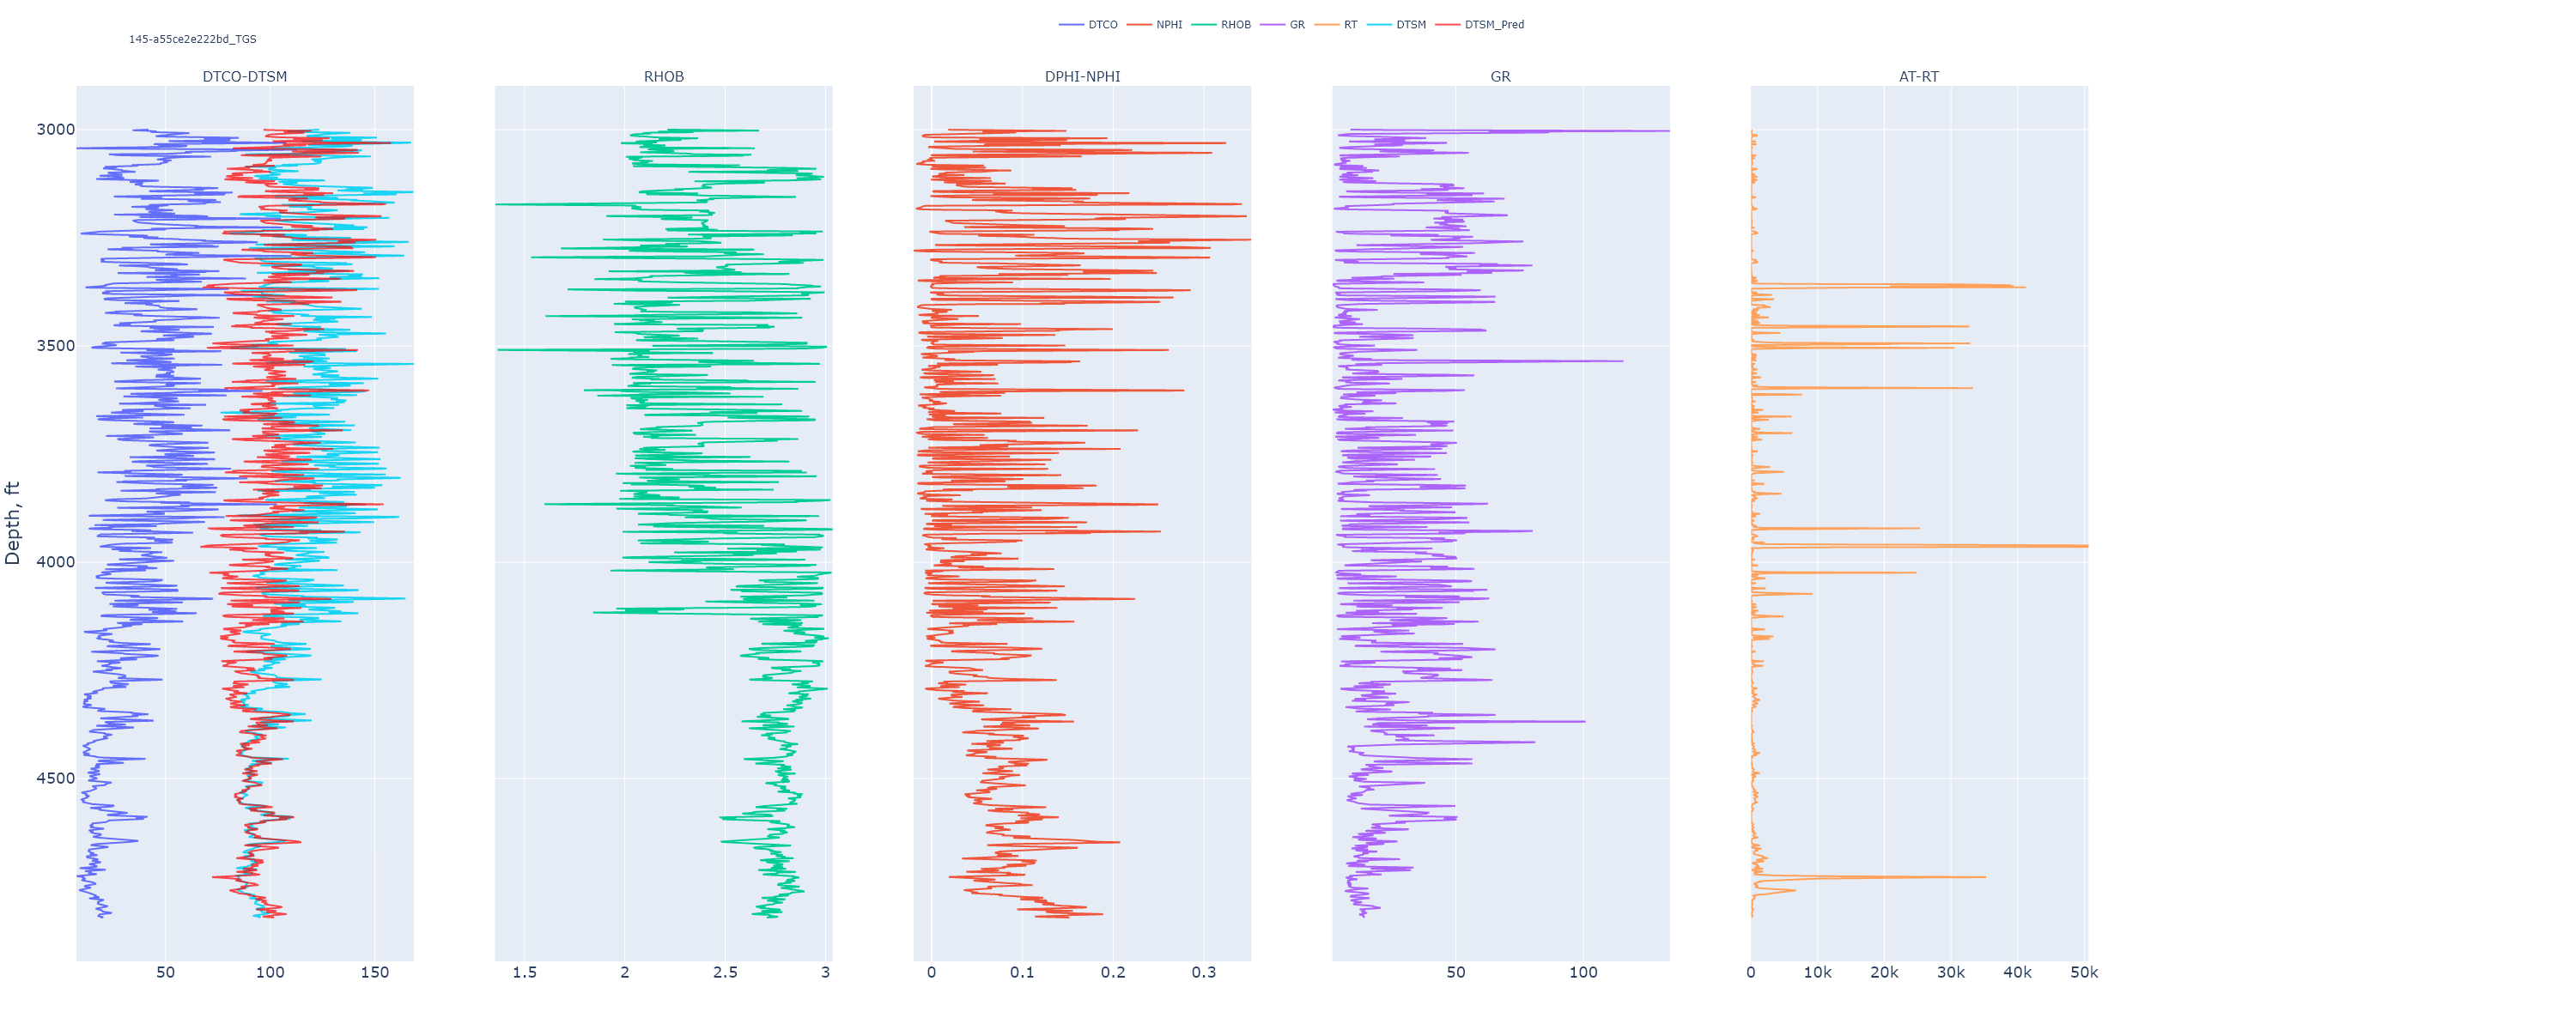 DTCO NPHI RHOB GR RT DTSM DTSM_Pred
145-a55ce2e222bd_TGS
DTCO-DTSM RHOB DPHI-NPHI GR AT-RT
Depth, ft
3000
3500
4000
4500
50 100 150 1.5 2 2.5 3 0 0.1 0.2 0.3 50 100 0 10k 20k 30k 40k 50k